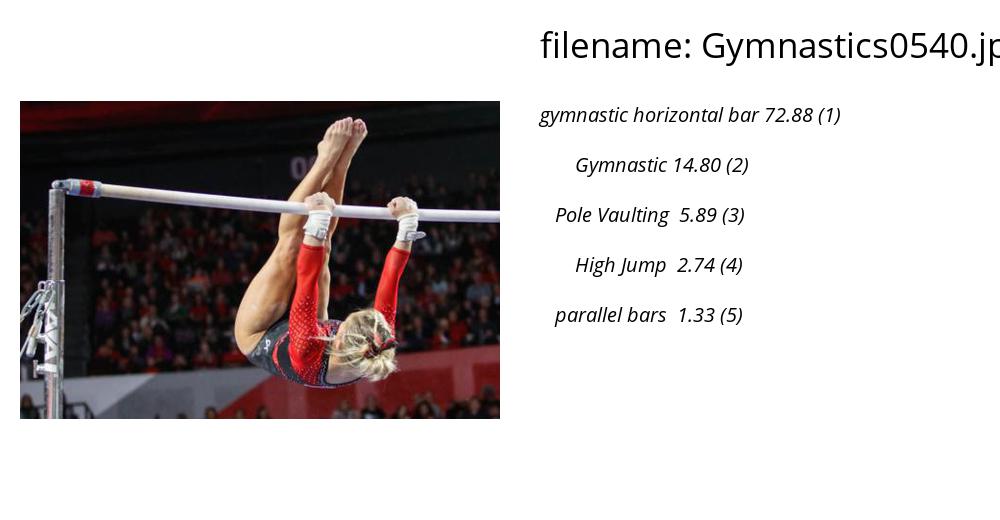 filename: Gymnastics0540.jp
gymnastic horizontal bar 72.88 (1)
Gymnastic 14.80 (2)
Pole Vaulting 5.89 (3)
High Jump 2.74 (4)
parallel bars 1.33 (5)